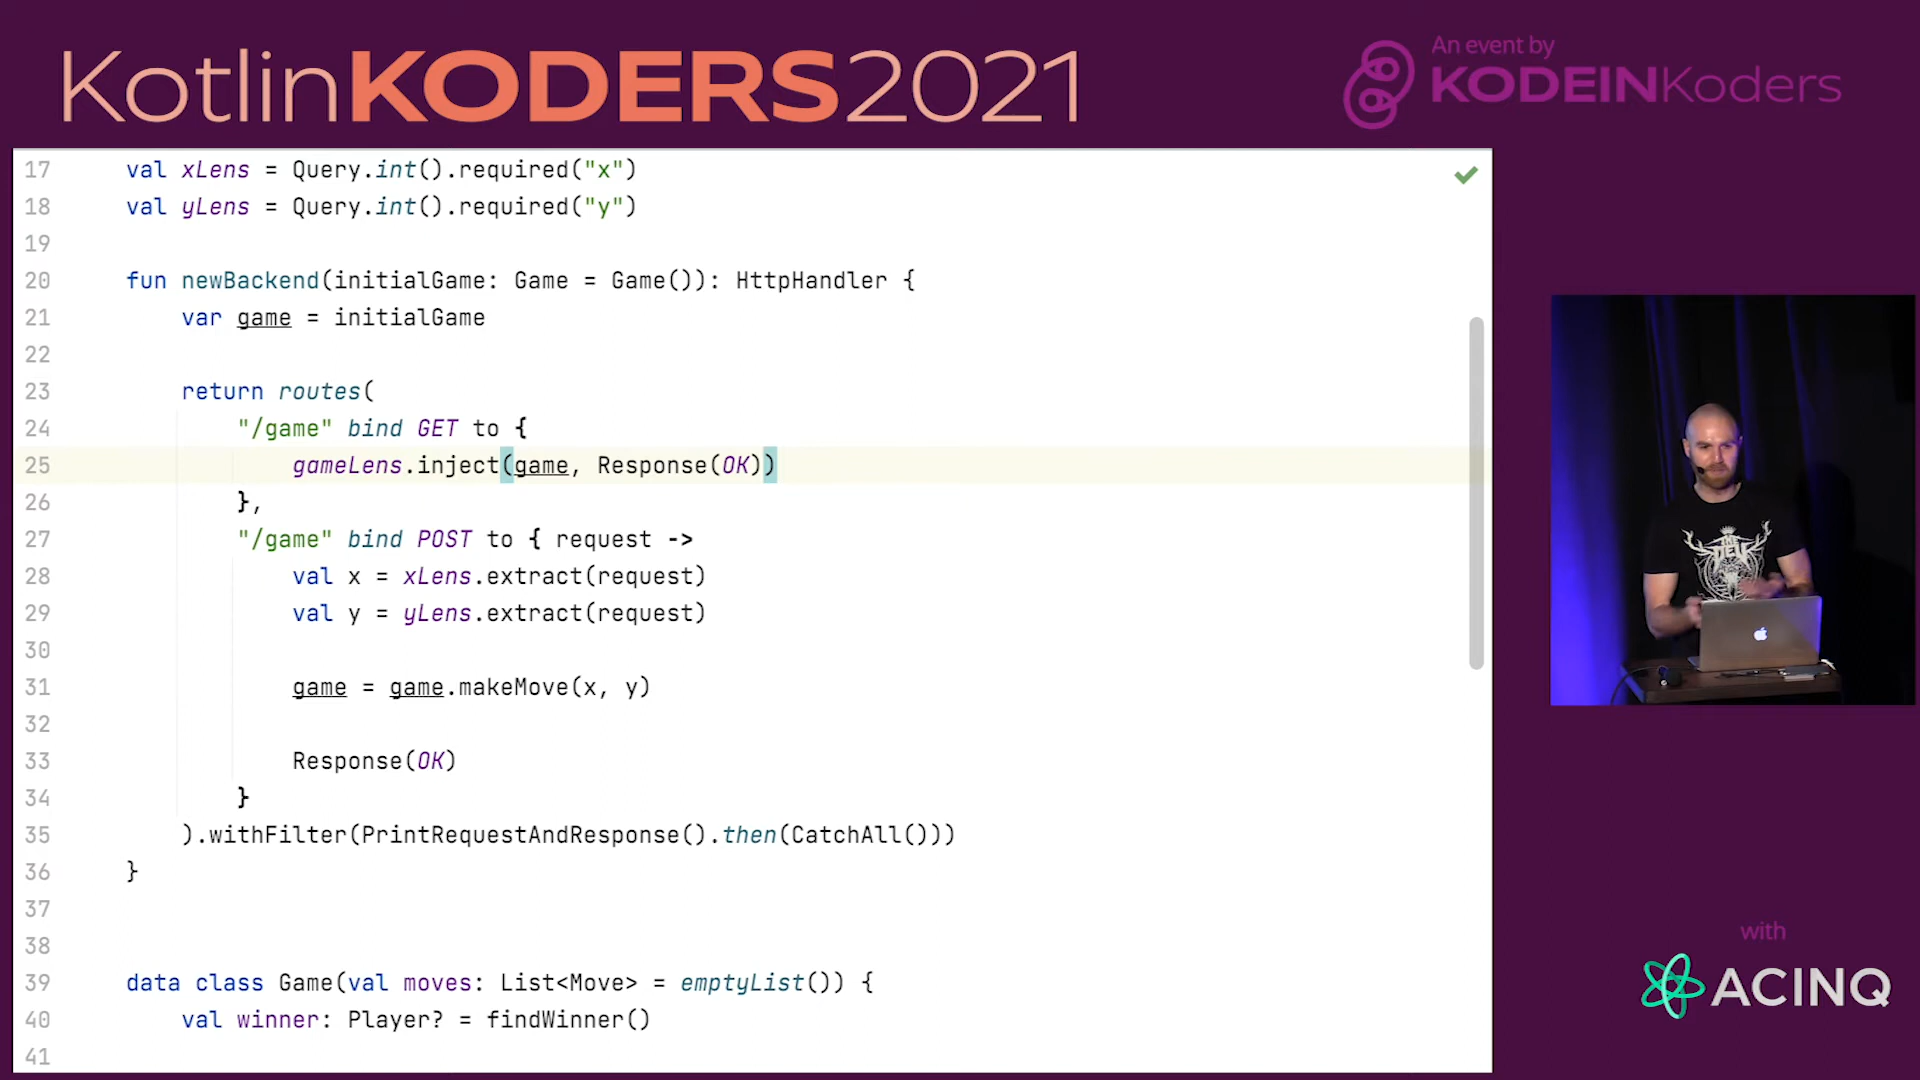 KotlinKODERS2021
An event by
KODEINKoders
17 val xLens = Query.int().required("x")
18 val yLens = Query.int().required("y")
19
20 fun newBackend(initialGame: Game = Game()): HttpHandler {
21 var game = initialGame
22
23 return routes(
24 "/game" bind GET to {
25 gameLens.inject(game, Response(OK))
26 },
27 "/game" bind POST to { request ->
28 val x = xLens.extract(request)
29 val y = yLens.extract(request)
30
31 game = game.makeMove(x, y)
32
33 Response(OK)
34 }
35 ).withFilter(PrintRequestAndResponse().then(CatchAll()))
36 }
37
38
39 data class Game(val moves: List<Move> = emptyList()) {
40 val winner: Player? = findWinner()
41
with
ACINQ